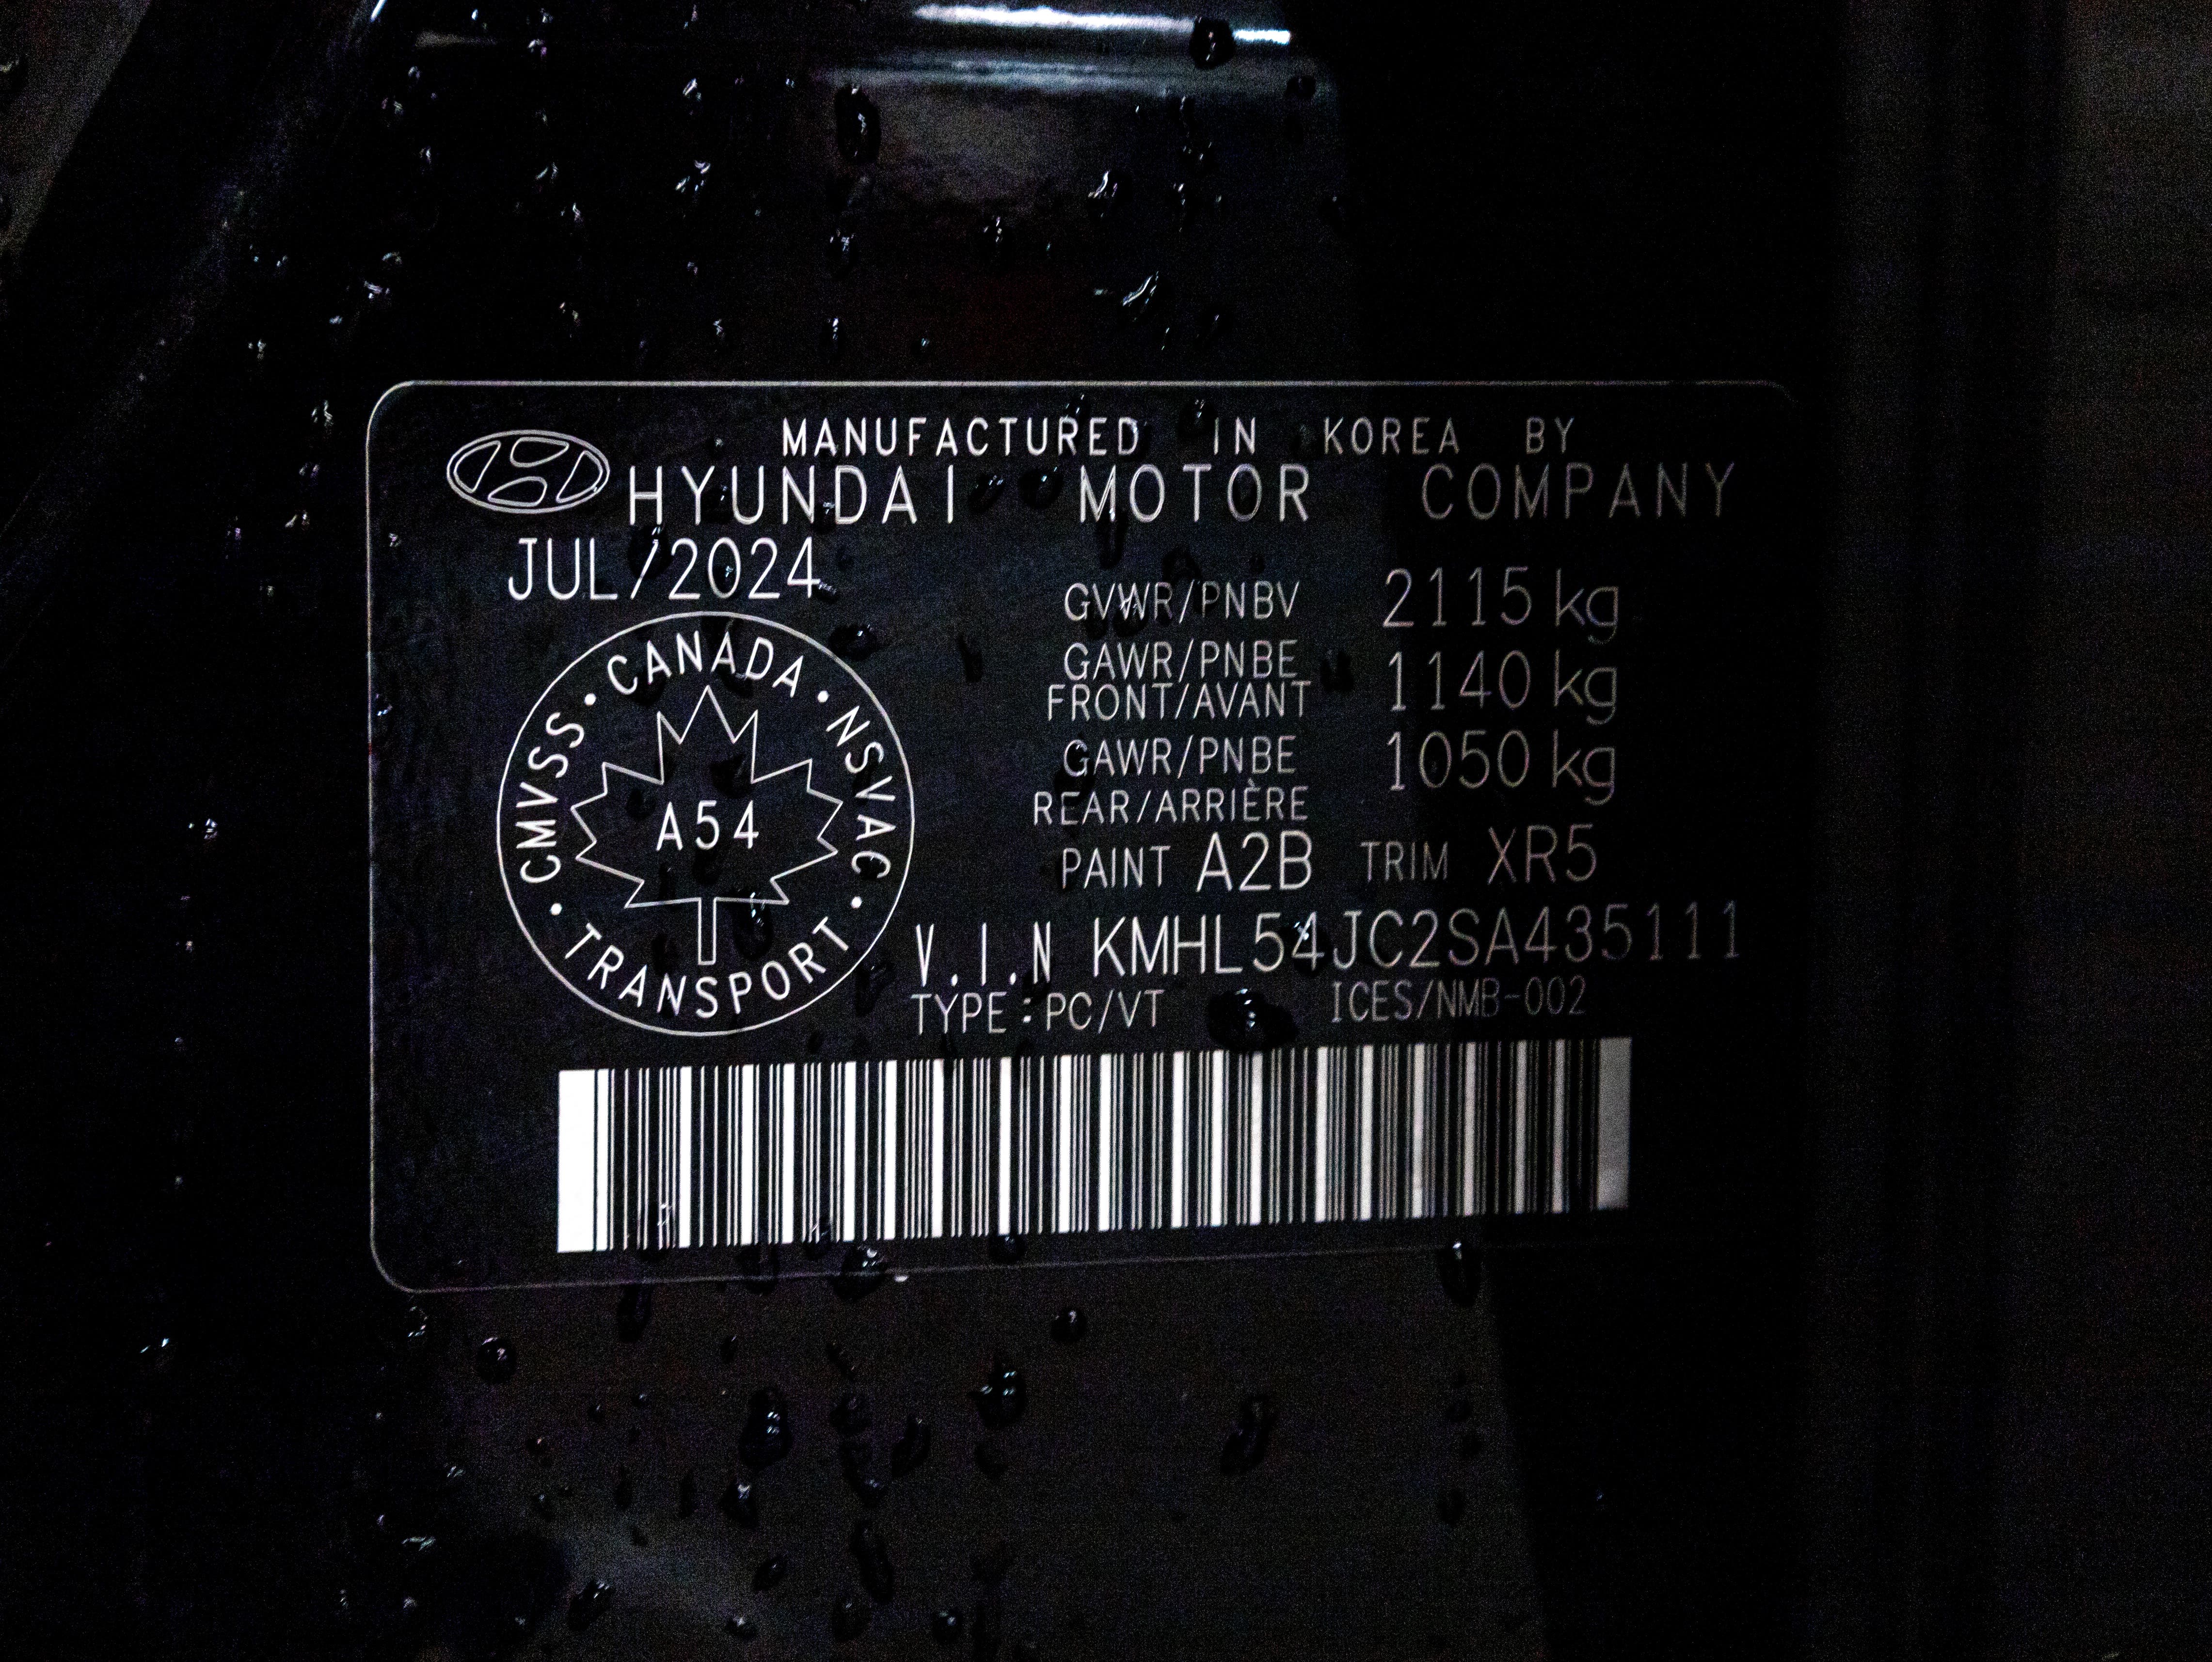 MANUFACTURED IN KOREA BY
HYUNDAI MOTOR COMPANY
JUL/2024
GVWR/PNBV 2115 kg
GAWR/PNBE
FRONT/AVANT 1140 kg
GAWR/PNBE
REAR/ARRIÈRE 1050 kg
PAINT A2B TRIM XR5
V.I.N KMHL54JC2SA435111
TYPE : PC/VT ICES/NMB-002
CANADA
CMVSS
NSVAC
A54
TRANSPORT